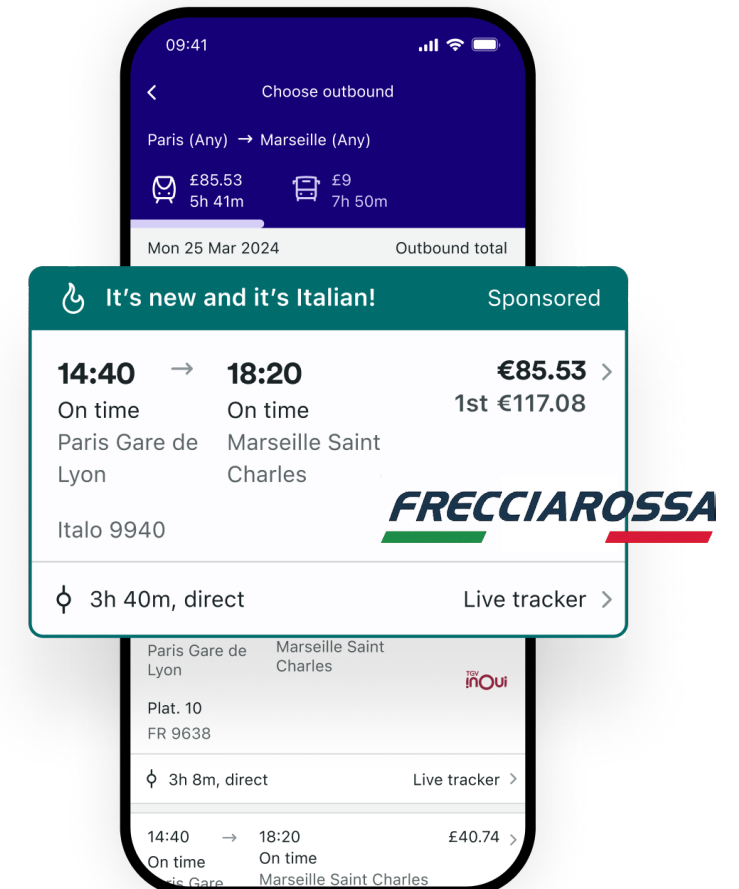 09:41
Choose outbound
Paris (Any) → Marseille (Any)
£85.53 £9
5h 41m 7h 50m
Mon 25 Mar 2024 Outbound total
It's new and it's Italian! Sponsored
14:40 → 18:20 €85.53
On time On time 1st €117.08
Paris Gare de Marseille Saint
Lyon Charles
FRECCIAROSSA
Italo 9940
3h 40m, direct Live tracker
Paris Gare de Marseille Saint
Lyon Charles
TGV
inOui
Plat. 10
FR 9638
3h 8m, direct Live tracker
14:40 → 18:20 £40.74
On time On time
Paris Gare Marseille Saint Charles